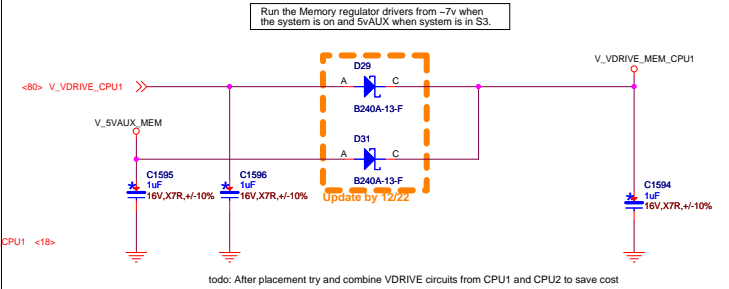 Run the Memory regulator drivers from ~7v when
the system is on and 5vAUX when system is in S3.
V_VDRIVE_MEM_CPU1
D29
<80> V_VDRIVE_CPU1
A C
B240A-13-F
V_5VAUX_MEM
D31
A C
B240A-13-F
Update by 12/22
C1595
1uF
16V,X7R,+/-10%
C1596
1uF
16V,X7R,+/-10%
C1594
1uF
16V,X7R,+/-10%
CPU1 <18>
todo: After placement try and combine VDRIVE circuits from CPU1 and CPU2 to save cost